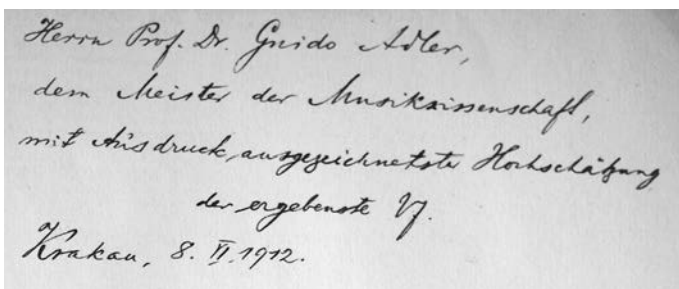 Herrn Prof. Dr. Guido Adler,
dem Meister der Musikwissenschaft,
mit Ausdruck ausgezeichnetste Hochschätzung
der ergebenste Vf.
Krakau, 8. II. 1912.